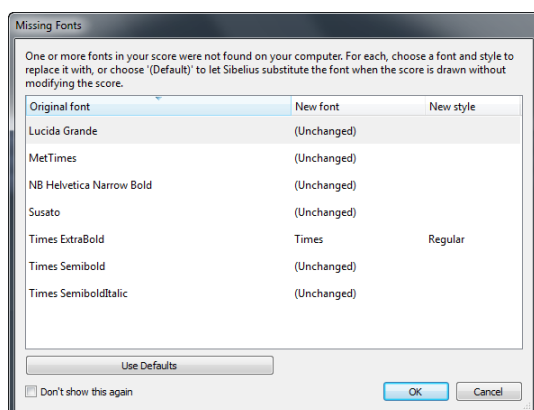 Missing Fonts
One or more fonts in your score were not found on your computer. For each, choose a font and style to
replace it with, or choose '(Default)' to let Sibelius substitute the font when the score is drawn without
modifying the score.
Original font New font New style
Lucida Grande (Unchanged)
MetTimes (Unchanged)
NB Helvetica Narrow Bold (Unchanged)
Susato (Unchanged)
Times ExtraBold Times Regular
Times Semibold (Unchanged)
Times SemiboldItalic (Unchanged)
Use Defaults
Don't show this again OK Cancel